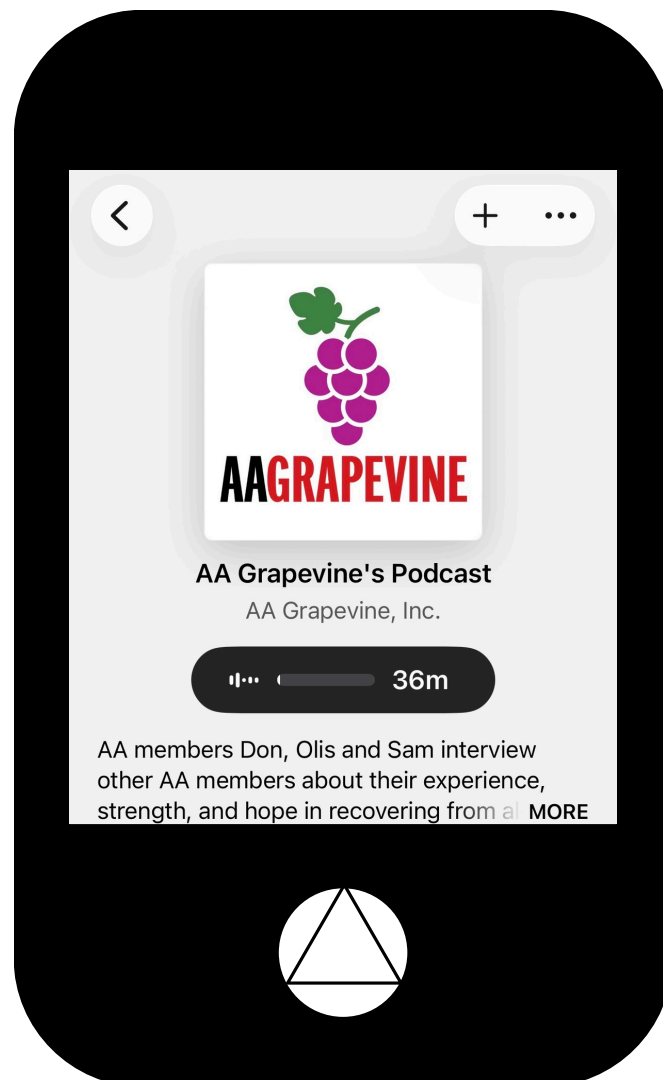 AAGRAPEVINE
AA Grapevine's Podcast
AA Grapevine, Inc.
36m
AA members Don, Olis and Sam interview
other AA members about their experience,
strength, and hope in recovering from MORE